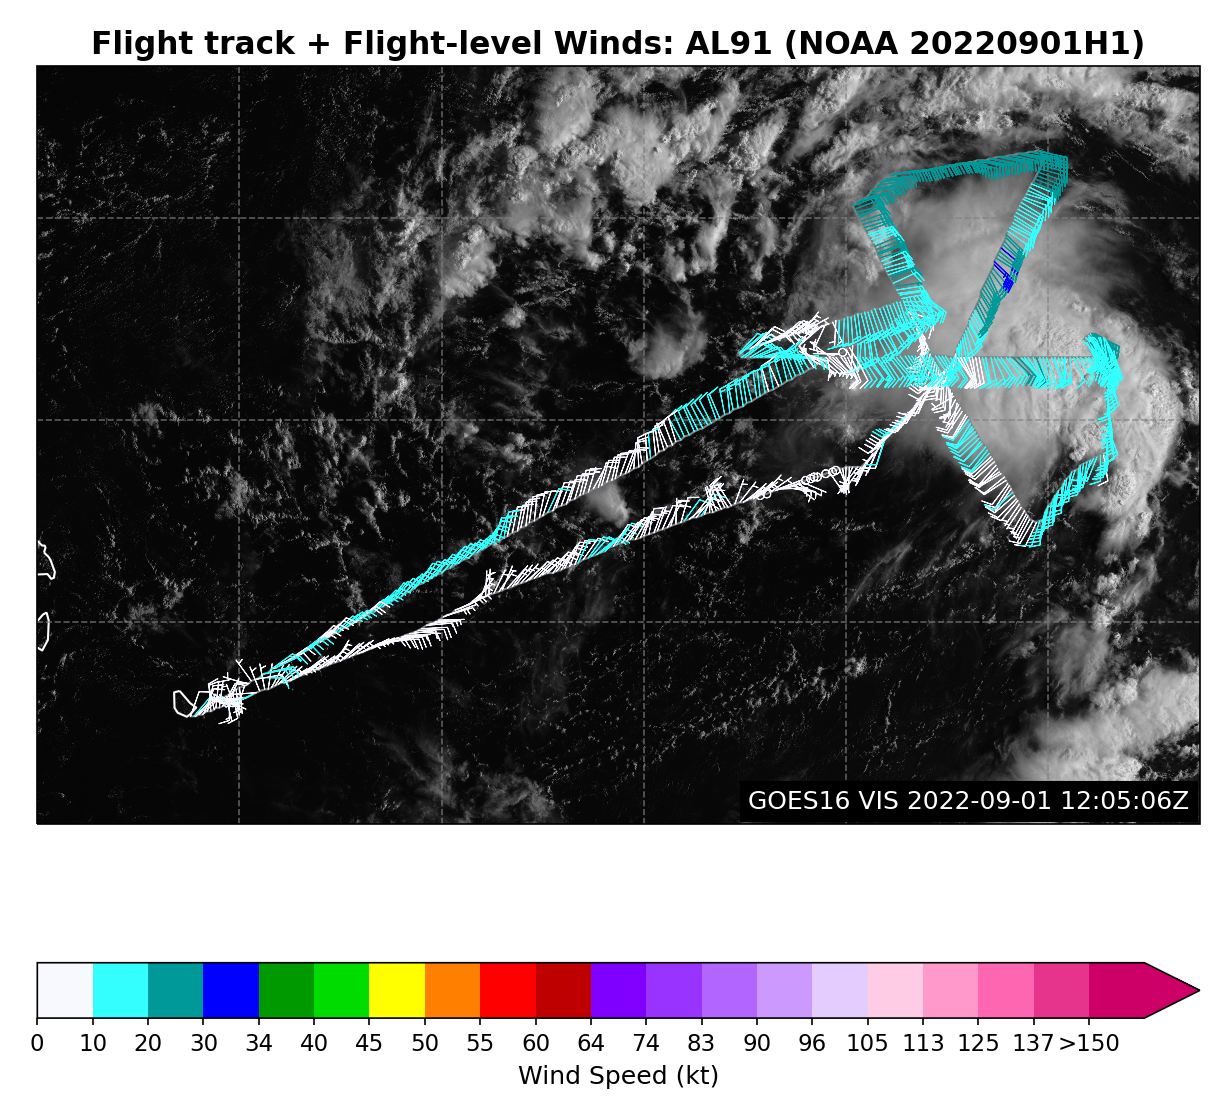 Flight track + Flight-level Winds: AL91 (NOAA 20220901H1)
GOES16 VIS 2022-09-01 12:05:06Z
0 10 20 30 34 40 45 50 55 60 64 74 83 90 96 105 113 125 137 >150
Wind Speed (kt)